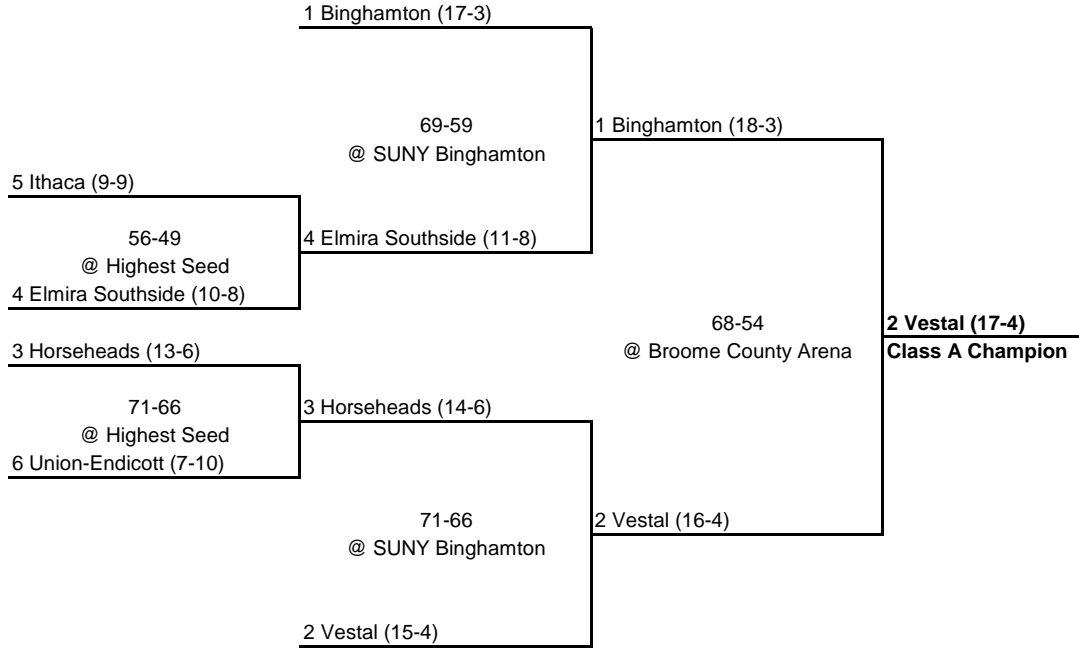 1 Binghamton (17-3)
69-59
@ SUNY Binghamton
1 Binghamton (18-3)
5 Ithaca (9-9)
56-49
@ Highest Seed
4 Elmira Southside (11-8)
4 Elmira Southside (10-8)
68-54
@ Broome County Arena
2 Vestal (17-4)
Class A Champion
3 Horseheads (13-6)
71-66
@ Highest Seed
3 Horseheads (14-6)
6 Union-Endicott (7-10)
71-66
@ SUNY Binghamton
2 Vestal (16-4)
2 Vestal (15-4)